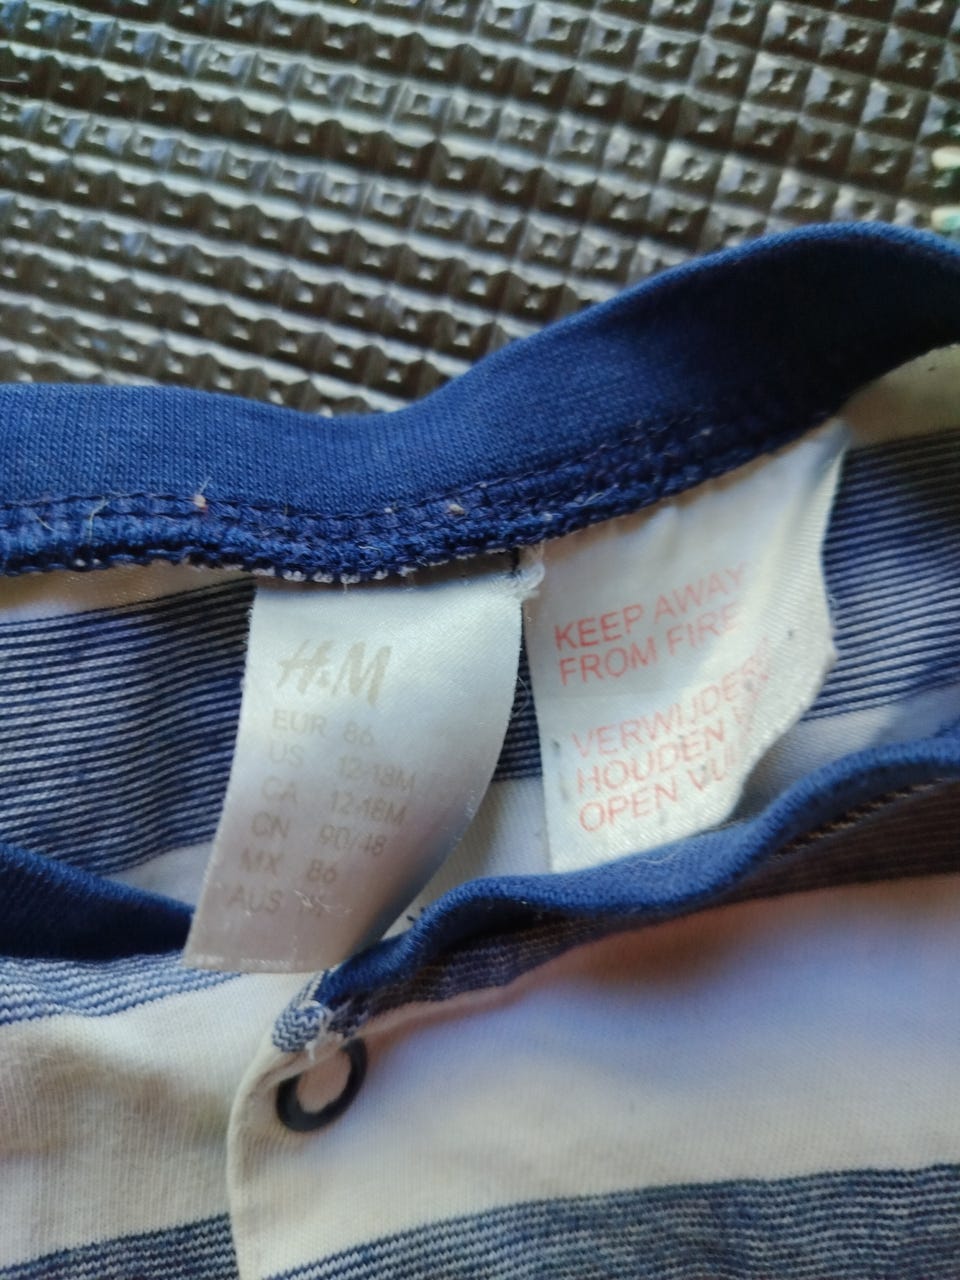 H&M
EUR 86
US 12-18M
CA 12-18M
CN 90/48
MX 86
AUS
KEEP AWAY
FROM FIRE
VERWIJDERD
HOUDEN
OPEN